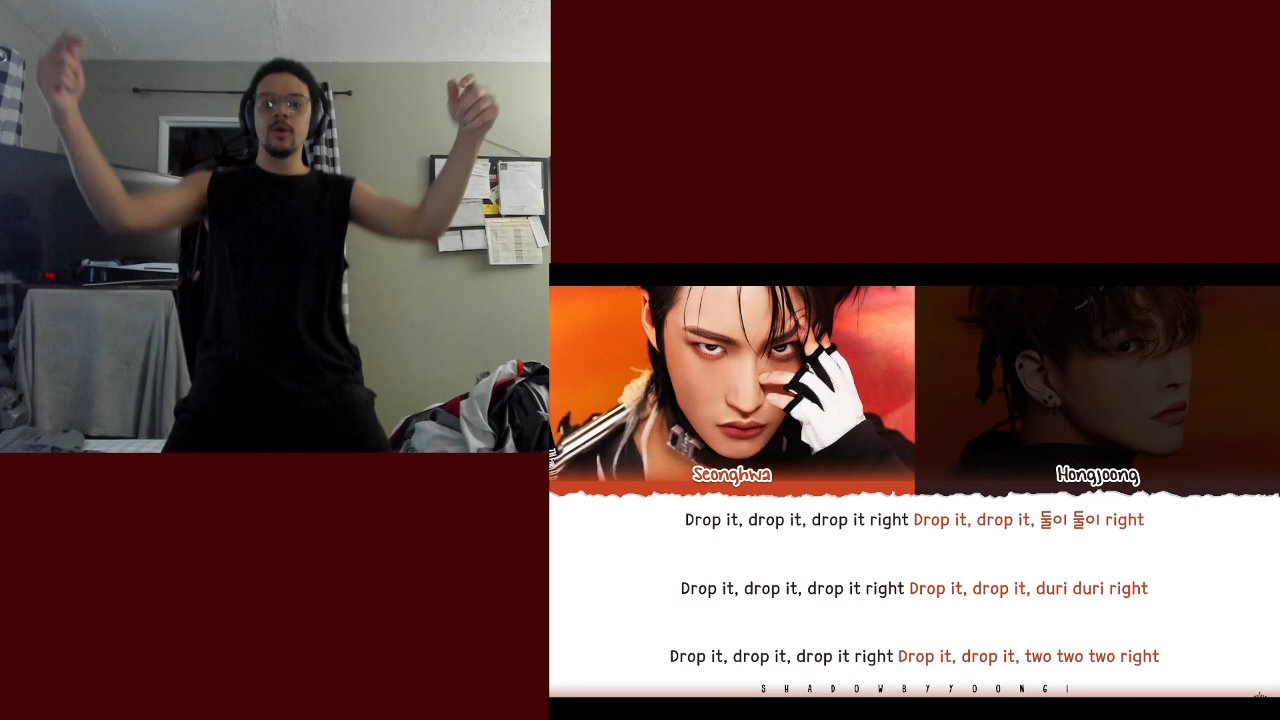 Seonghwa
Hongjoong
Drop it, drop it, drop it right Drop it, drop it, 둘이 둘이 right
Drop it, drop it, drop it right Drop it, drop it, duri duri right
Drop it, drop it, drop it right Drop it, drop it, two two two right
SHADOWBYYOONGI